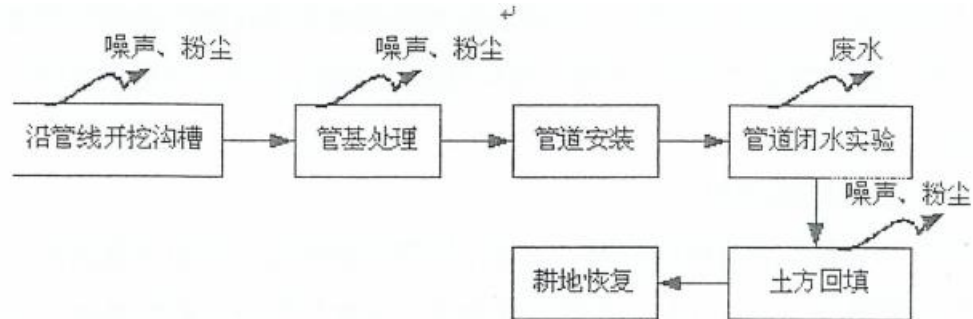 噪声、粉尘
噪声、粉尘
废水
沿管线开挖沟槽
管基处理
管道安装
管道闭水实验
噪声、粉尘
耕地恢复
土方回填